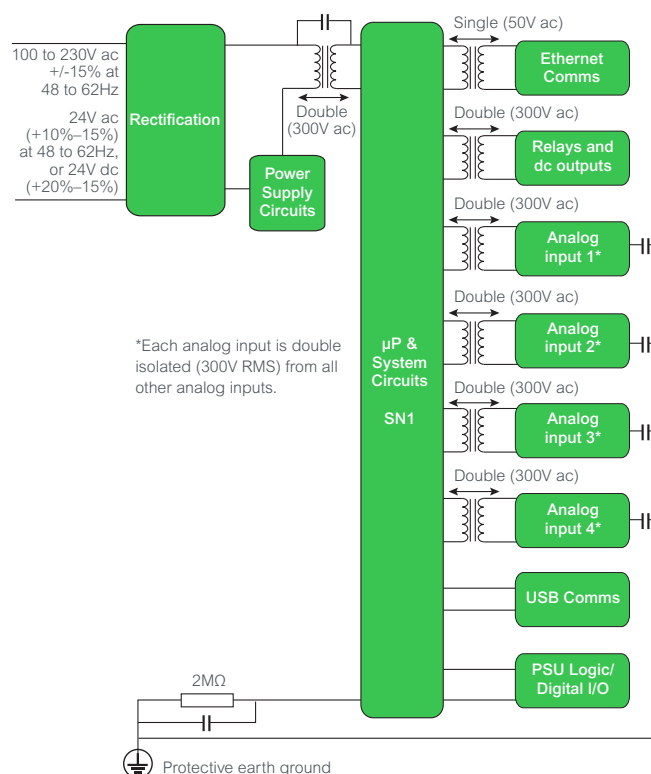 100 to 230V ac
+/-15% at
48 to 62Hz
24V ac
(+10%–15%)
at 48 to 62Hz,
or 24V dc
(+20%–15%)
Rectification
Double
(300V ac)
Power
Supply
Circuits
*Each analog input is double
isolated (300V RMS) from all
other analog inputs.
µP &
System
Circuits
SN1
Single (50V ac)
Ethernet
Comms
Double (300V ac)
Relays and
dc outputs
Double (300V ac)
Analog
input 1*
Double (300V ac)
Analog
input 2*
Double (300V ac)
Analog
input 3*
Double (300V ac)
Analog
input 4*
USB Comms
PSU Logic/
Digital I/O
2MΩ
Protective earth ground